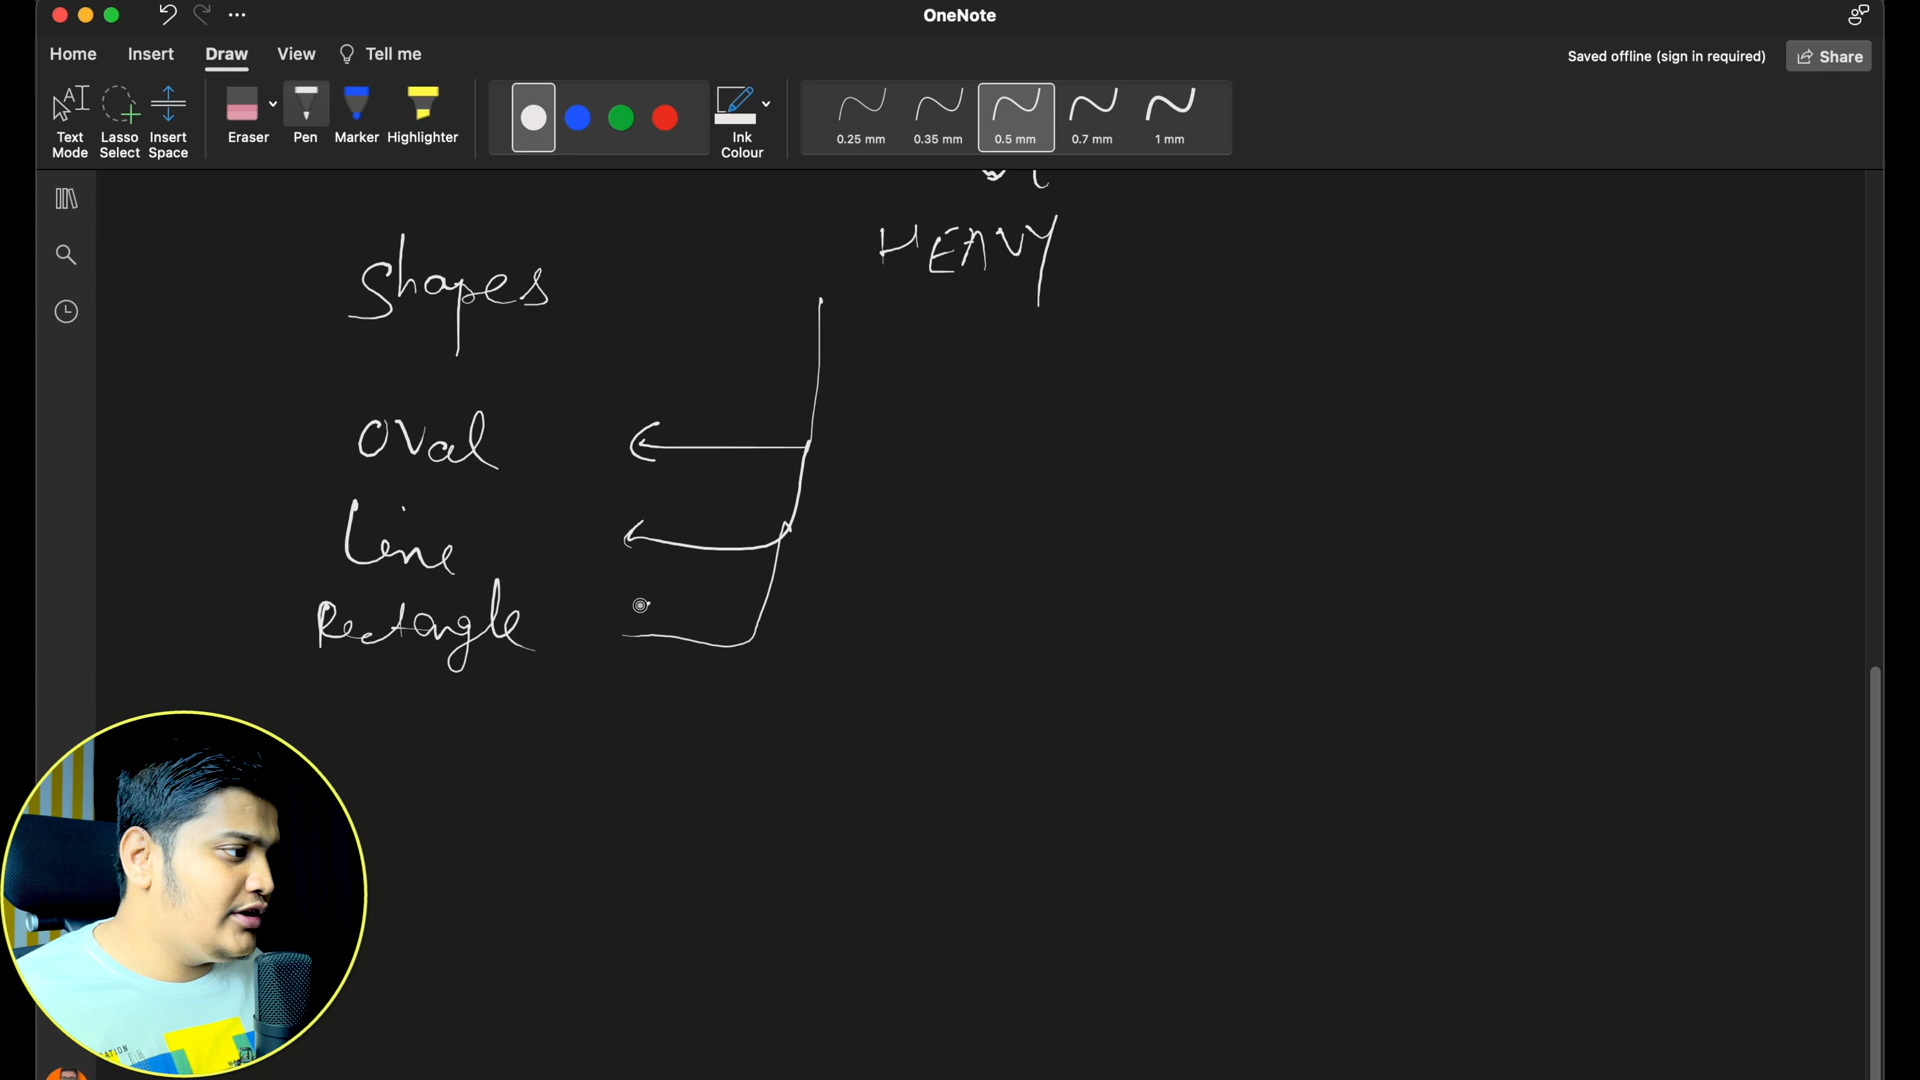 OneNote
Home Insert Draw View Tell me
Saved offline (sign in required) Share
Text Mode
Lasso Select
Insert Space
Eraser
Pen
Marker
Highlighter
Ink Colour
0.25 mm
0.35 mm
0.5 mm
0.7 mm
1 mm
HEAVY
Shapes
Oval
Line
Rectangle